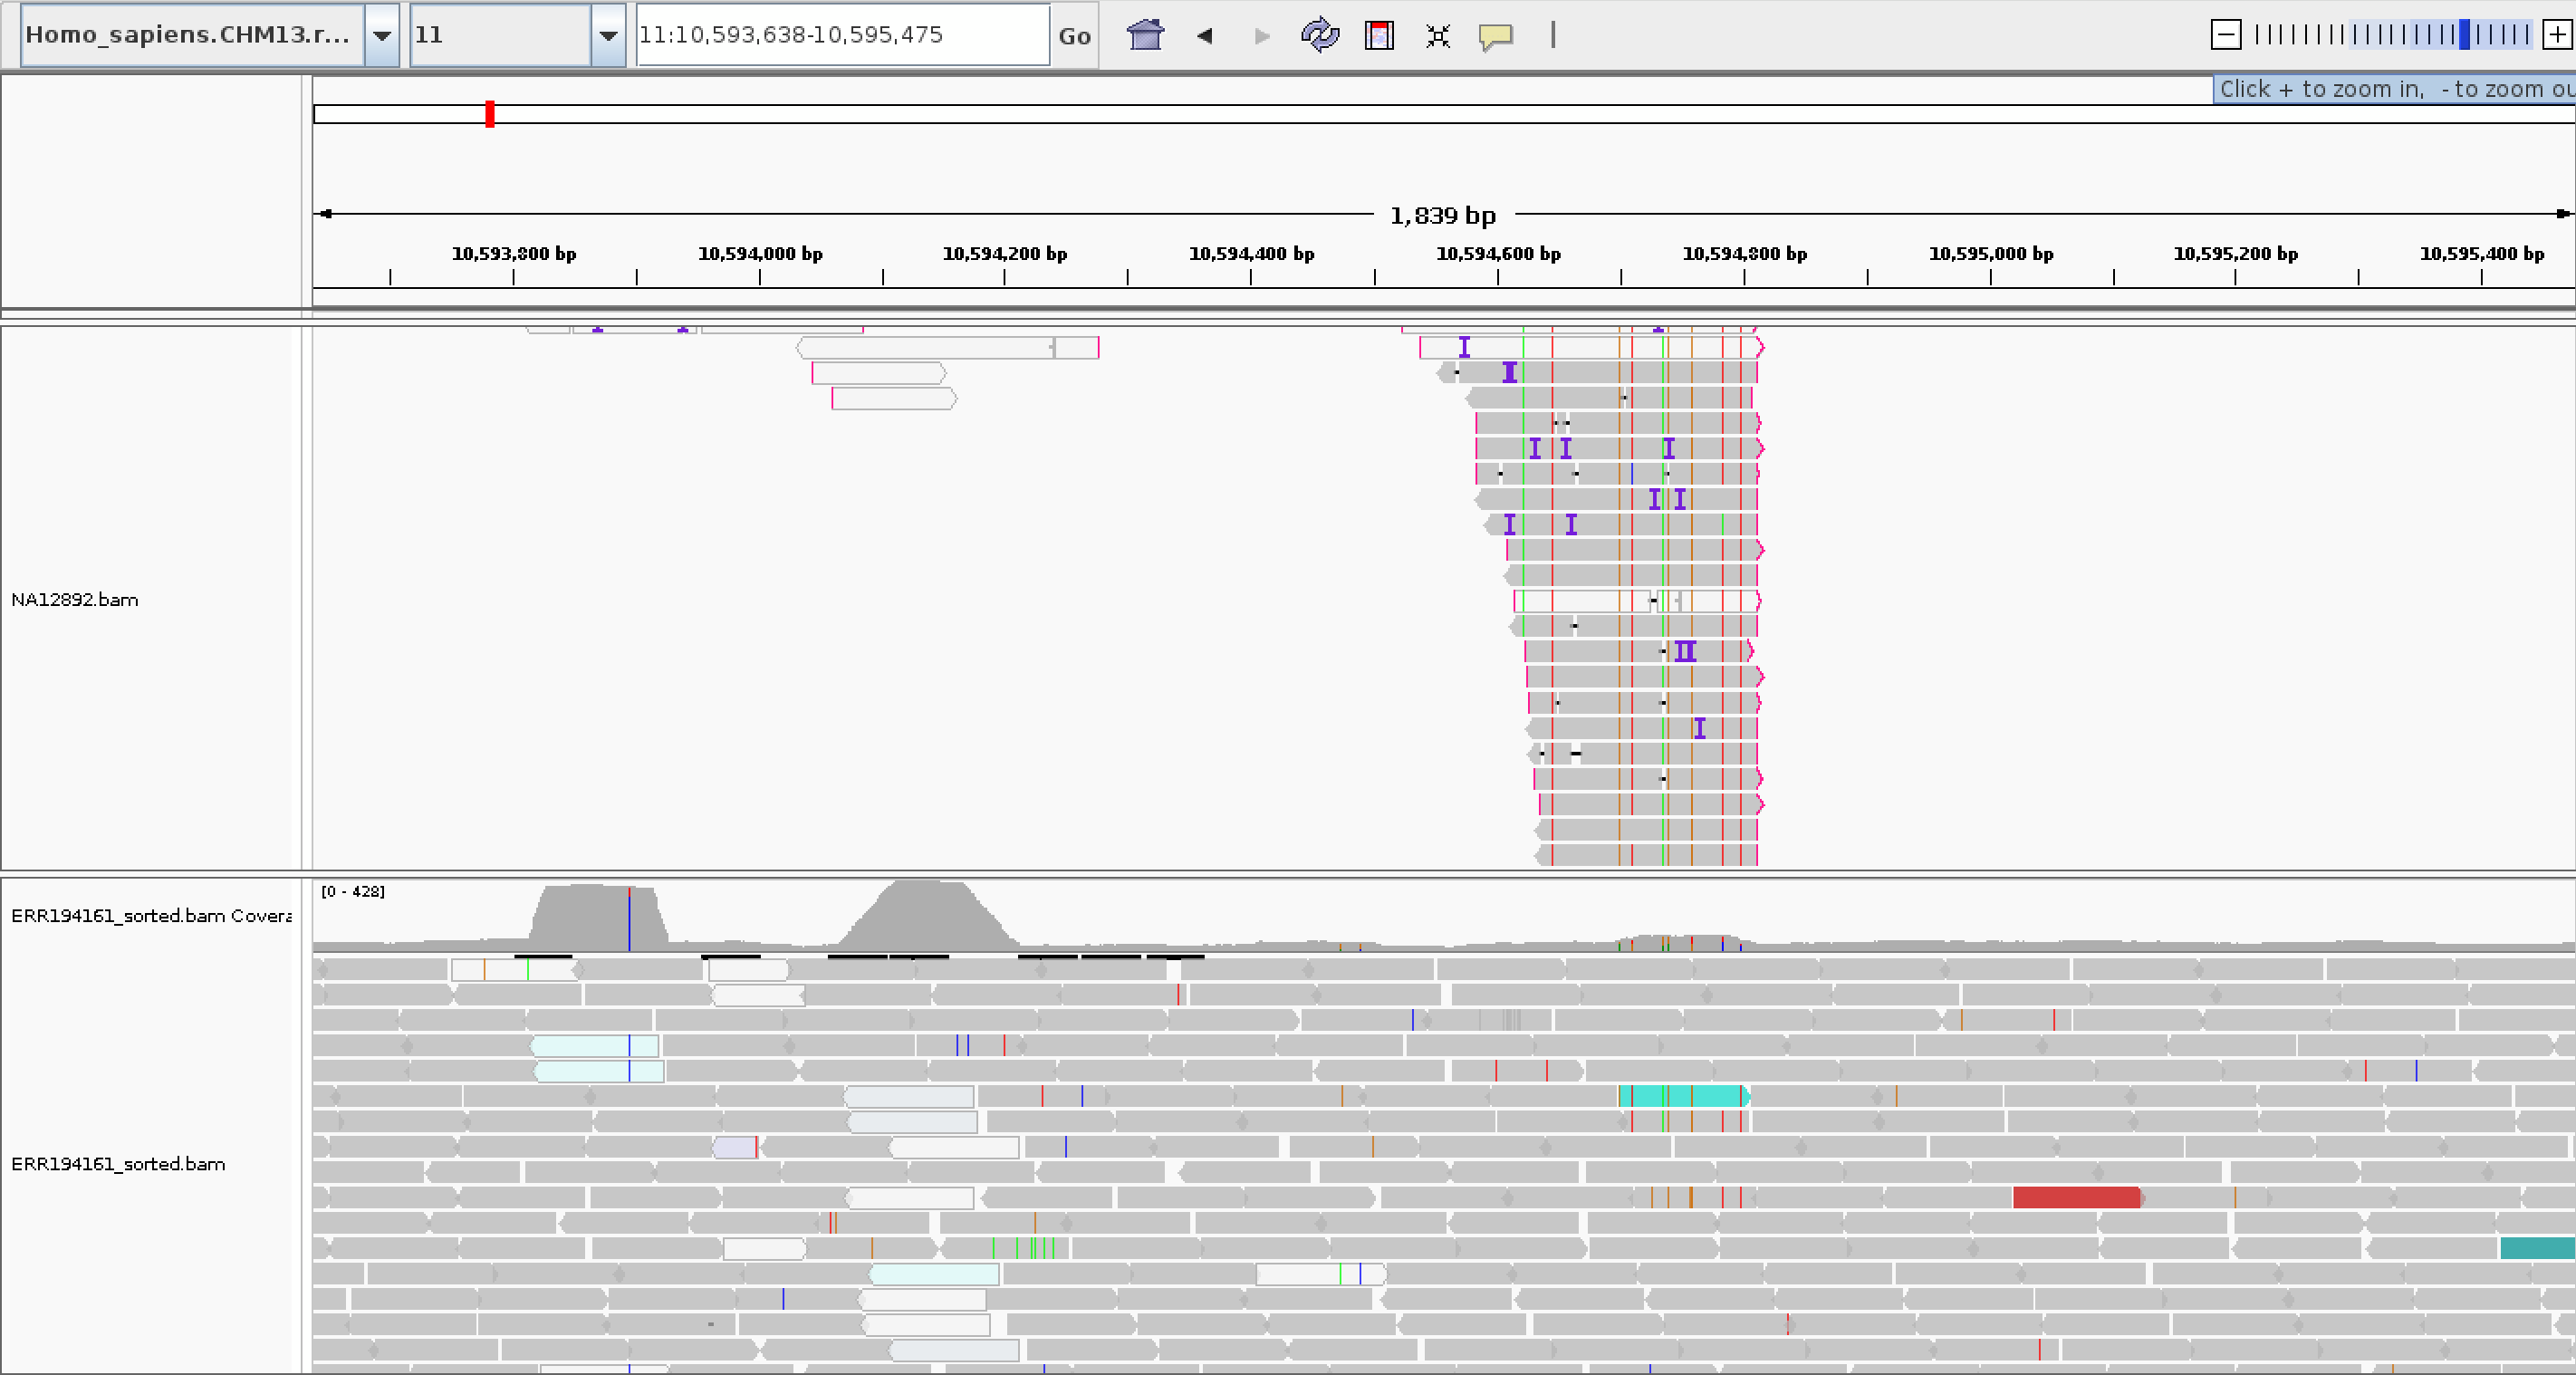 Homo_sapiens.CHM13.r... 11 11:10,593,638-10,595,475 Go
Click + to zoom in, - to zoom ou
1,839 bp
10,593,800 bp 10,594,000 bp 10,594,200 bp 10,594,400 bp 10,594,600 bp 10,594,800 bp 10,595,000 bp 10,595,200 bp 10,595,400 bp
NA12892.bam
[0 - 428]
ERR194161_sorted.bam Covera
ERR194161_sorted.bam